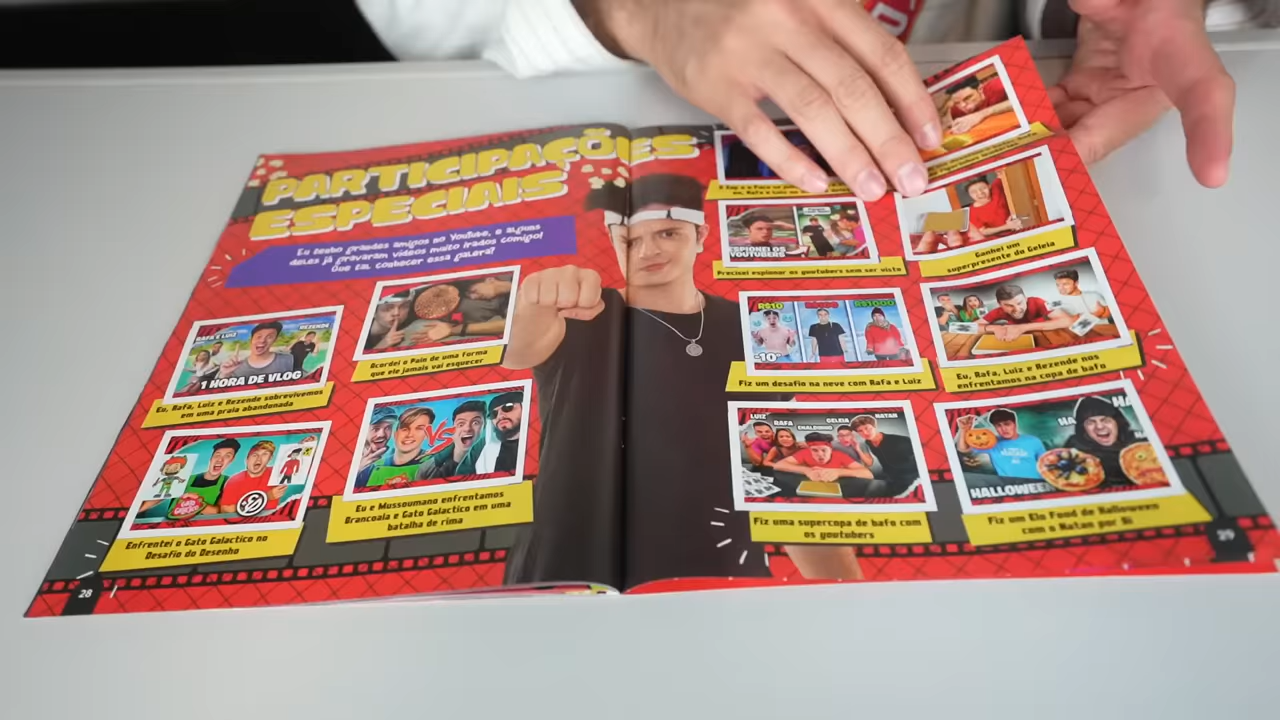 PARTICIPAÇÕES
ESPECIAIS
Eu tenho grandes amigos no YouTube, e alguns
deles já gravaram vídeos muito irados comigo!
Que tal conhecer essa galera?
RAFA E LUIZ
REZENDE
1 HORA DE VLOG
Eu, Rafa, Luiz e Rezende sobrevivemos
em uma praia abandonada
Acordei o Pain de uma forma
que ele jamais vai esquecer
Enfrentei o Gato Galactico no
Desafio do Desenho
VS
Eu e Mussoumano enfrentamos
Brancoala e Gato Galactico em uma
batalha de rima
28
ESPIONEI OS
YOUTUBERS
Precisei espionar os youtubers sem ser visto
Ganhei um
superpresente do Geleia
R$10
R$1000
-10°
Fiz um desafio na neve com Rafa e Luiz
Eu, Rafa, Luiz e Rezende nos
enfrentamos na copa de bafo
LUIZ
RAFA
ENALDINHO
GELEIA
NATAN
Fiz uma supercopa de bafo com
os youtubers
HA
HA
HALLOWEE
Fiz um Elo Food de Halloween
com o Natan por Aí
29